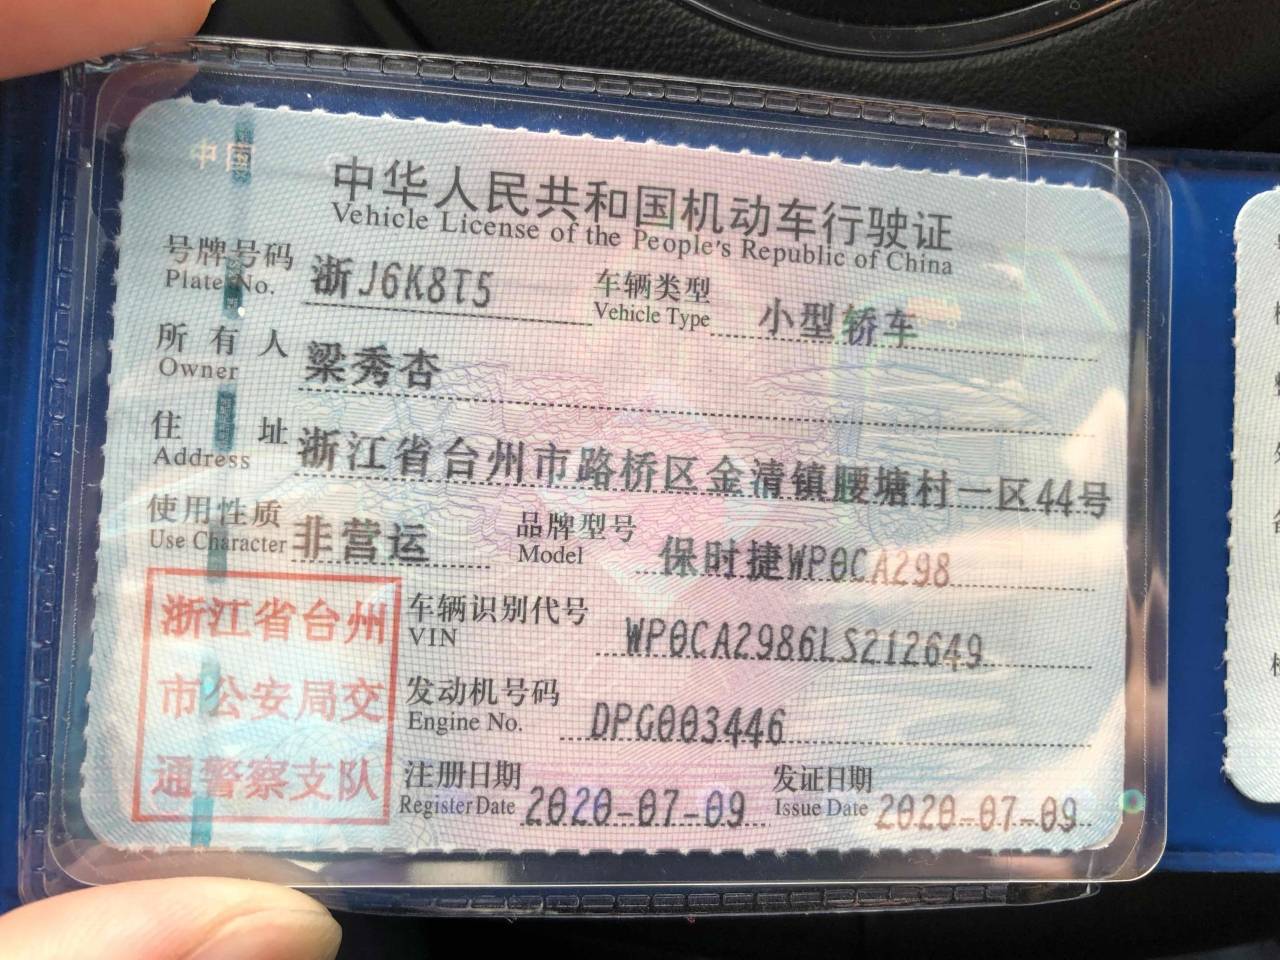 中国
中华人民共和国机动车行驶证
Vehicle License of the People's Republic of China
号牌号码 浙J6K8T5 车辆类型 小型轿车
Plate No. Vehicle Type
所有人 梁秀杏
Owner
住址 浙江省台州市路桥区金清镇腰塘村一区44号
Address
使用性质 非营运 品牌型号 保时捷WP0CA298
Use Character Model
浙江省台州
市公安局交
通警察支队
车辆识别代号 WP0CA2986LS212649
VIN
发动机号码 DPG003446
Engine No.
注册日期 2020-07-09 发证日期 2020-07-09
Register Date Issue Date